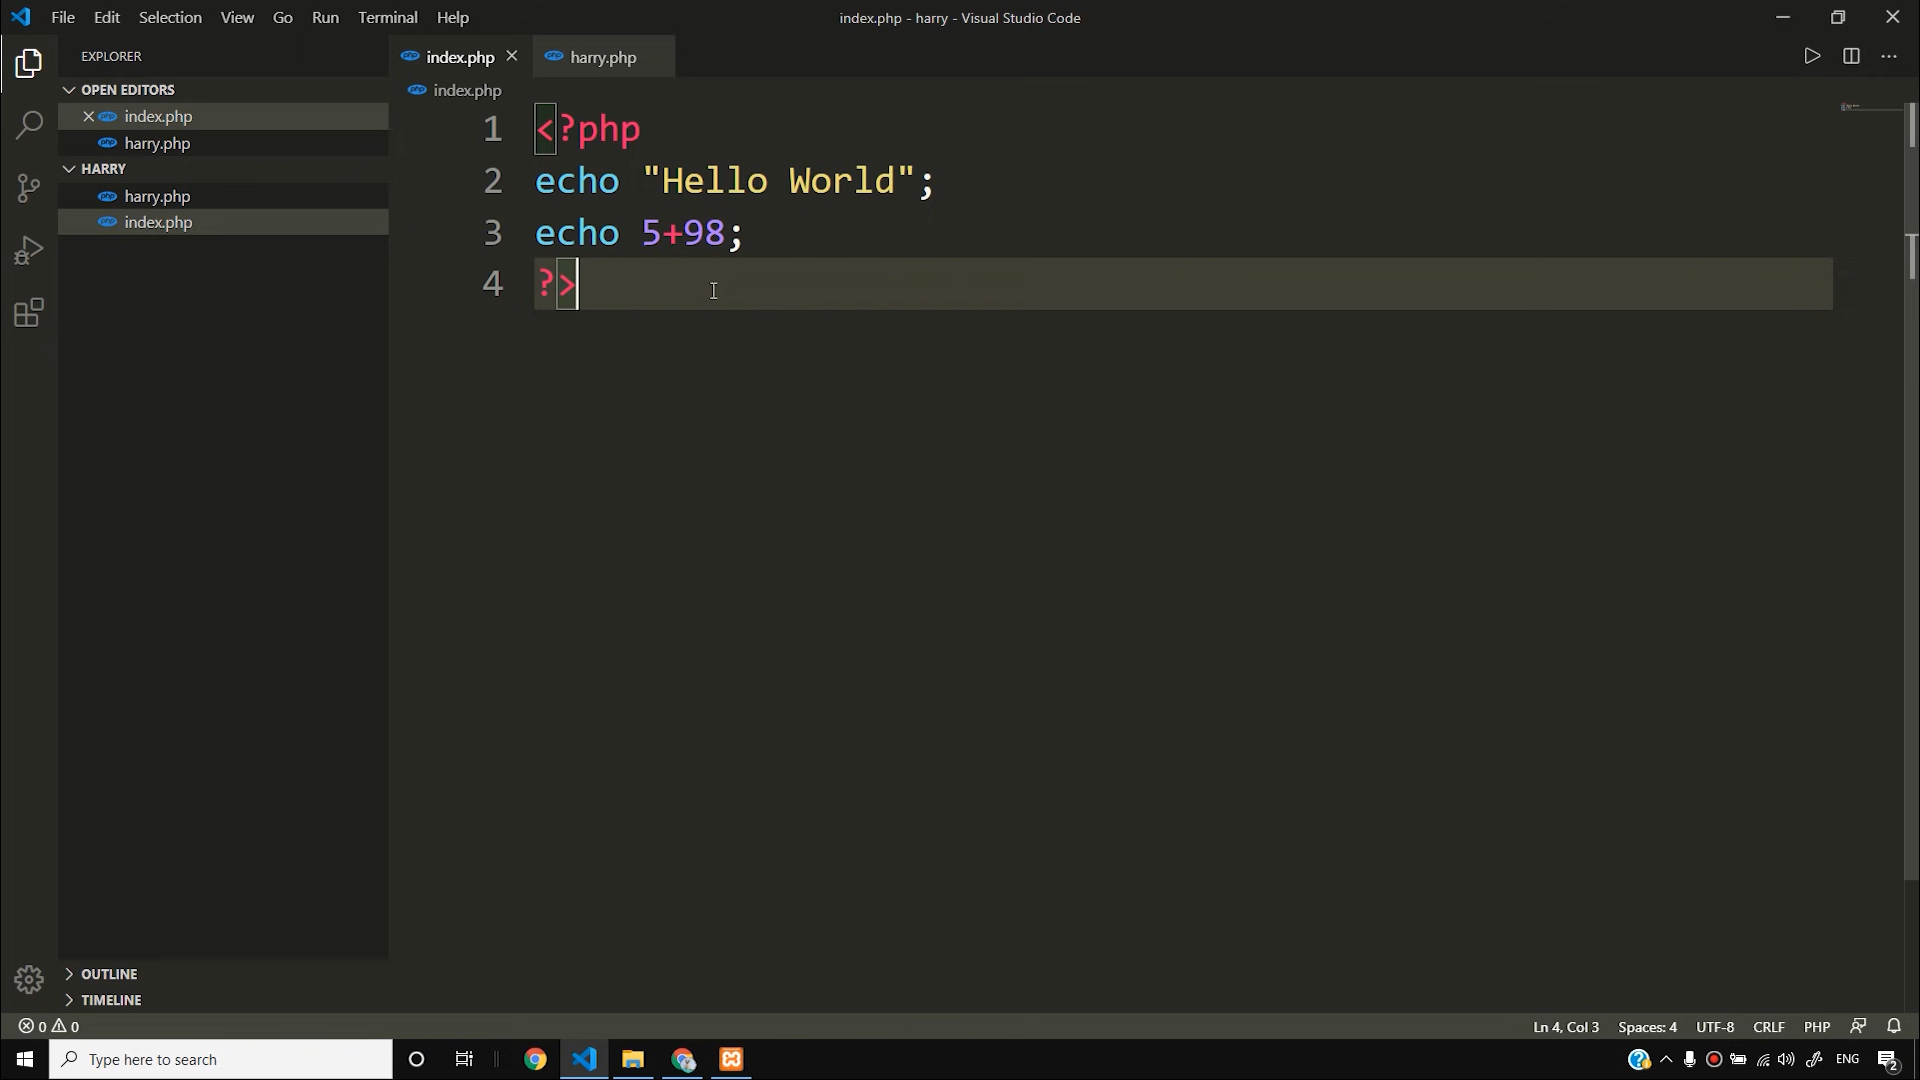 File Edit Selection View Go Run Terminal Help
index.php - harry - Visual Studio Code
EXPLORER
OPEN EDITORS
index.php
harry.php
HARRY
harry.php
index.php
OUTLINE
TIMELINE
index.php
harry.php
index.php
1 <?php
2 echo "Hello World";
3 echo 5+98;
4 ?>
0 0
Ln 4, Col 3 Spaces: 4 UTF-8 CRLF PHP
Type here to search
ENG
2